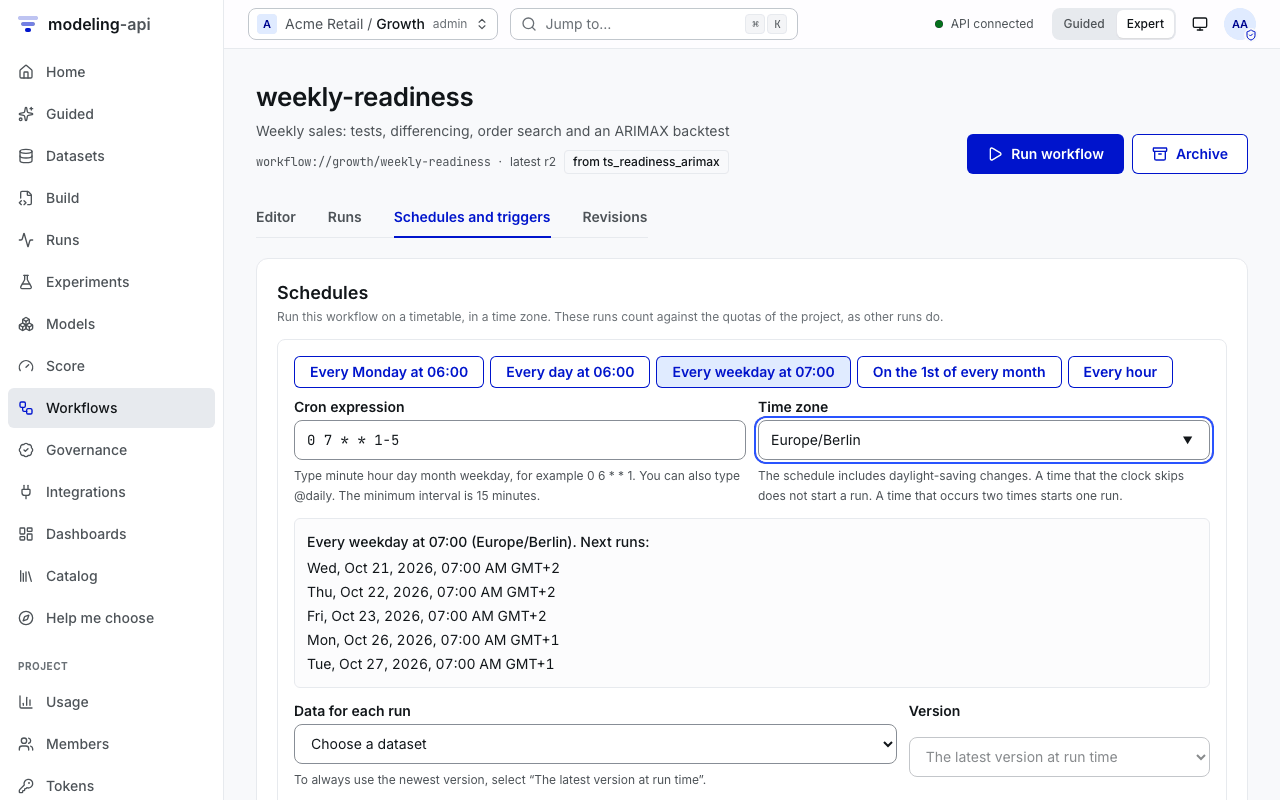 modeling-api
A Acme Retail / Growth admin
Jump to... ⌘ K
API connected
Guided Expert
AA
Home
Guided
Datasets
Build
Runs
Experiments
Models
Score
Workflows
Governance
Integrations
Dashboards
Catalog
Help me choose
PROJECT
Usage
Members
Tokens
weekly-readiness
Weekly sales: tests, differencing, order search and an ARIMAX backtest
workflow://growth/weekly-readiness · latest r2 from ts_readiness_arimax
Run workflow Archive
Editor Runs Schedules and triggers Revisions
Schedules
Run this workflow on a timetable, in a time zone. These runs count against the quotas of the project, as other runs do.
Every Monday at 06:00 Every day at 06:00 Every weekday at 07:00 On the 1st of every month Every hour
Cron expression
0 7 * * 1-5
Type minute hour day month weekday, for example 0 6 * * 1. You can also type
@daily. The minimum interval is 15 minutes.
Time zone
Europe/Berlin
The schedule includes daylight-saving changes. A time that the clock skips
does not start a run. A time that occurs two times starts one run.
Every weekday at 07:00 (Europe/Berlin). Next runs:
Wed, Oct 21, 2026, 07:00 AM GMT+2
Thu, Oct 22, 2026, 07:00 AM GMT+2
Fri, Oct 23, 2026, 07:00 AM GMT+2
Mon, Oct 26, 2026, 07:00 AM GMT+1
Tue, Oct 27, 2026, 07:00 AM GMT+1
Data for each run
Choose a dataset
To always use the newest version, select “The latest version at run time”.
Version
The latest version at run time